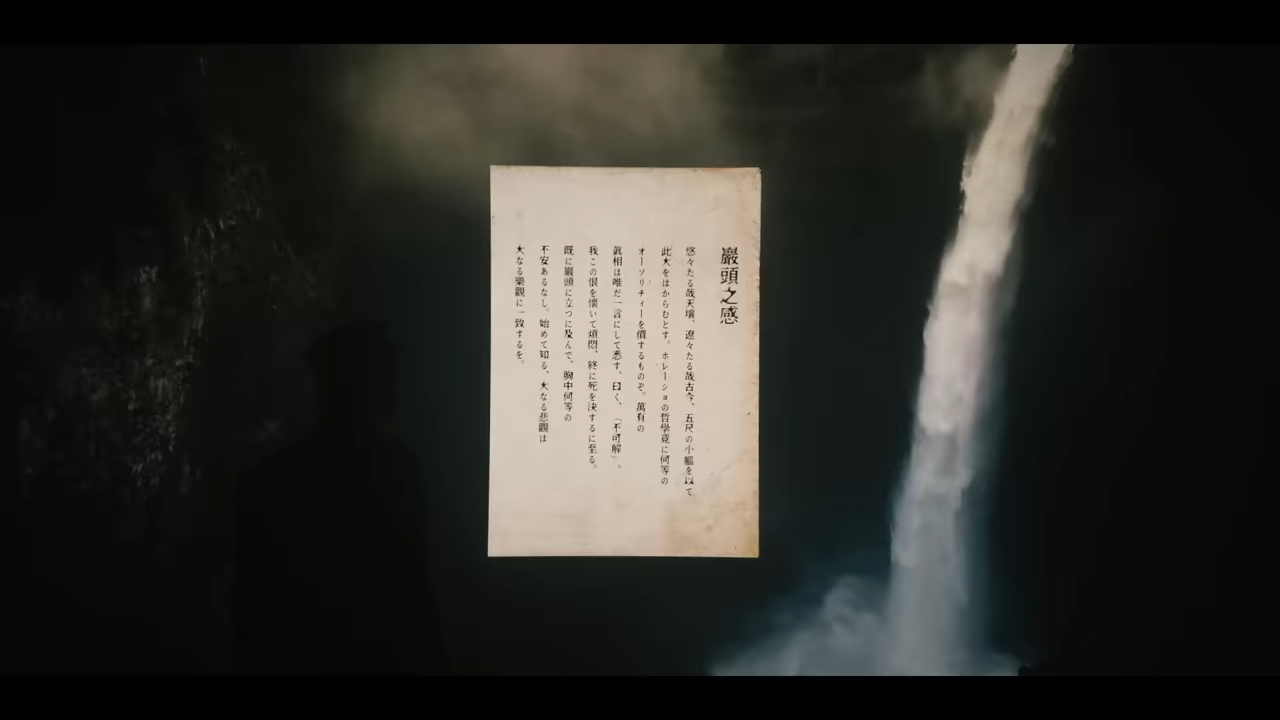 巖頭之感
悠々たる哉天壤、遼々たる哉古今、五尺の小軀を以て
此大をはからむとす。ホレーショの哲學竟に何等の
オーソリチィーを價するものぞ。萬有の
眞相は唯だ一言にして悉す、曰く、「不可解」。
我この恨を懐いて煩悶、終に死を決するに至る。
既に巖頭に立つに及んで、胸中何等の
不安あるなし。始めて知る、大なる悲觀は
大なる樂觀に一致するを。